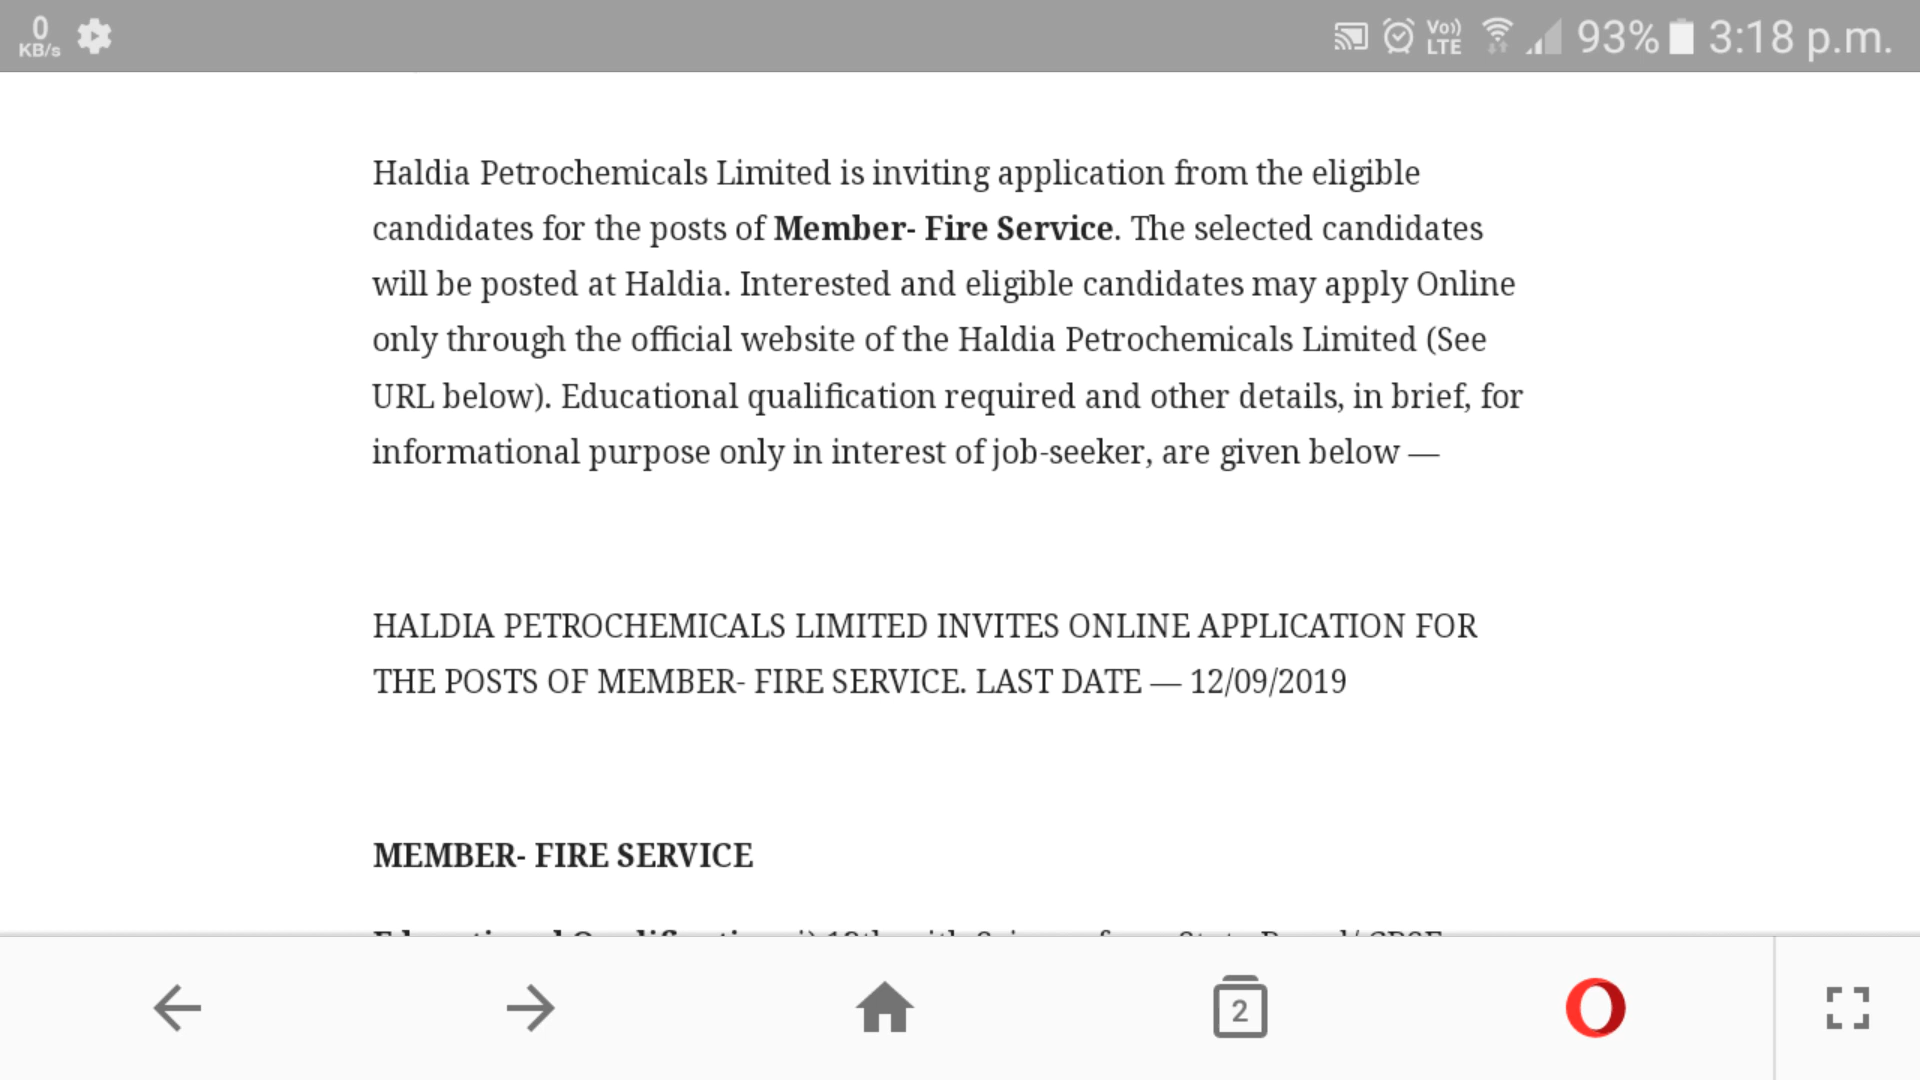 0
KB/s
Vo))
LTE
93%
3:18 p.m.
Haldia Petrochemicals Limited is inviting application from the eligible
candidates for the posts of Member- Fire Service. The selected candidates
will be posted at Haldia. Interested and eligible candidates may apply Online
only through the official website of the Haldia Petrochemicals Limited (See
URL below). Educational qualification required and other details, in brief, for
informational purpose only in interest of job-seeker, are given below —
HALDIA PETROCHEMICALS LIMITED INVITES ONLINE APPLICATION FOR
THE POSTS OF MEMBER- FIRE SERVICE. LAST DATE — 12/09/2019
MEMBER- FIRE SERVICE
2